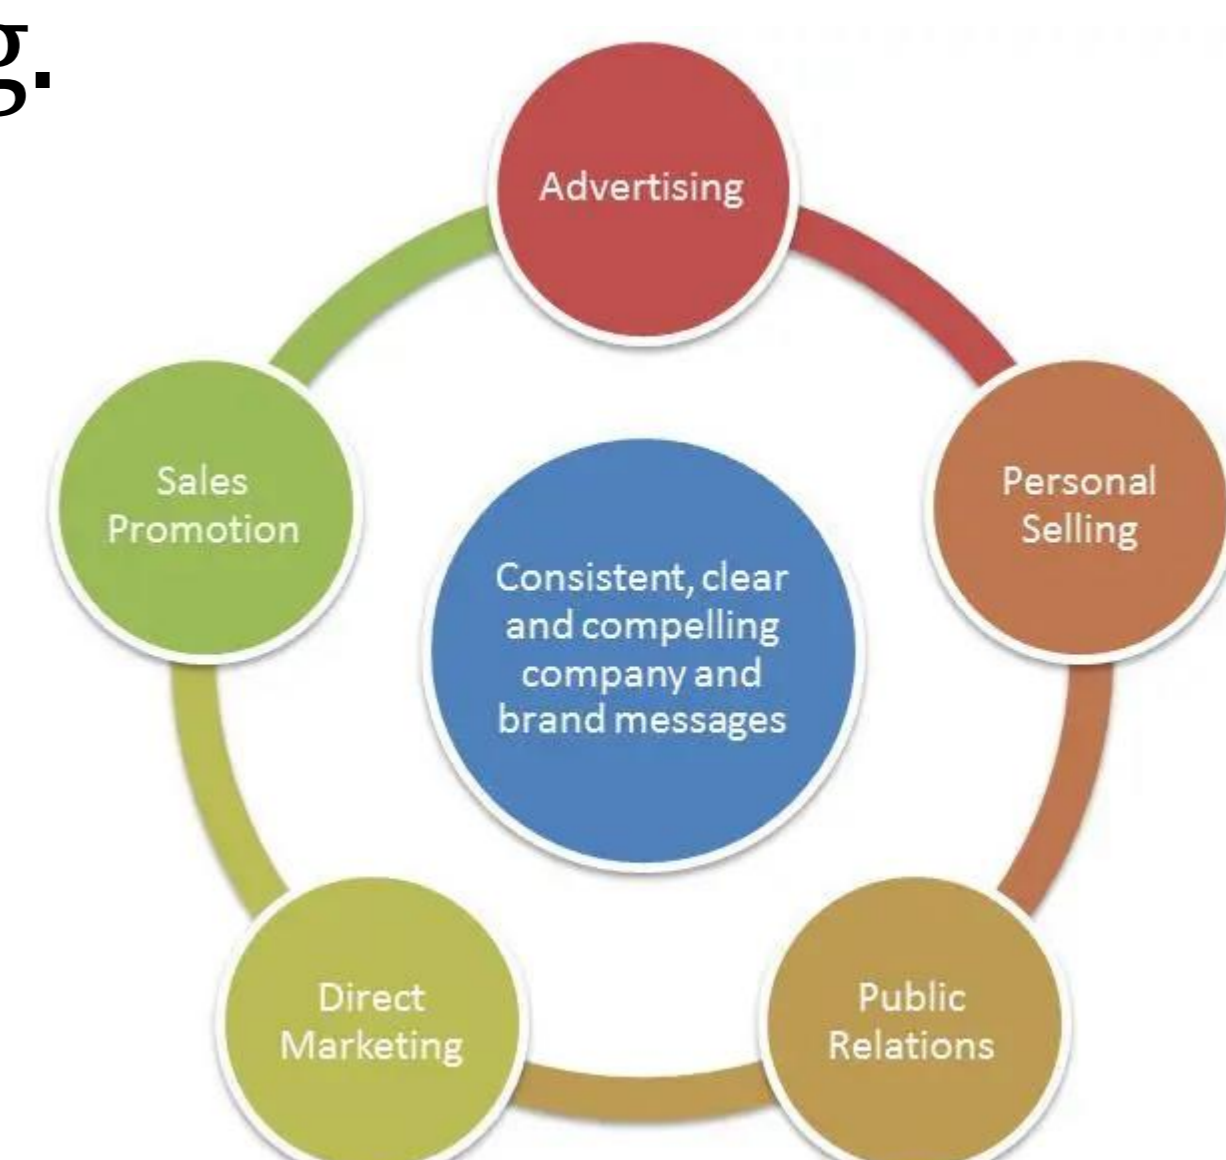 g.
Advertising
Sales
Promotion
Personal
Selling
Consistent, clear
and compelling
company and
brand messages
Direct
Marketing
Public
Relations